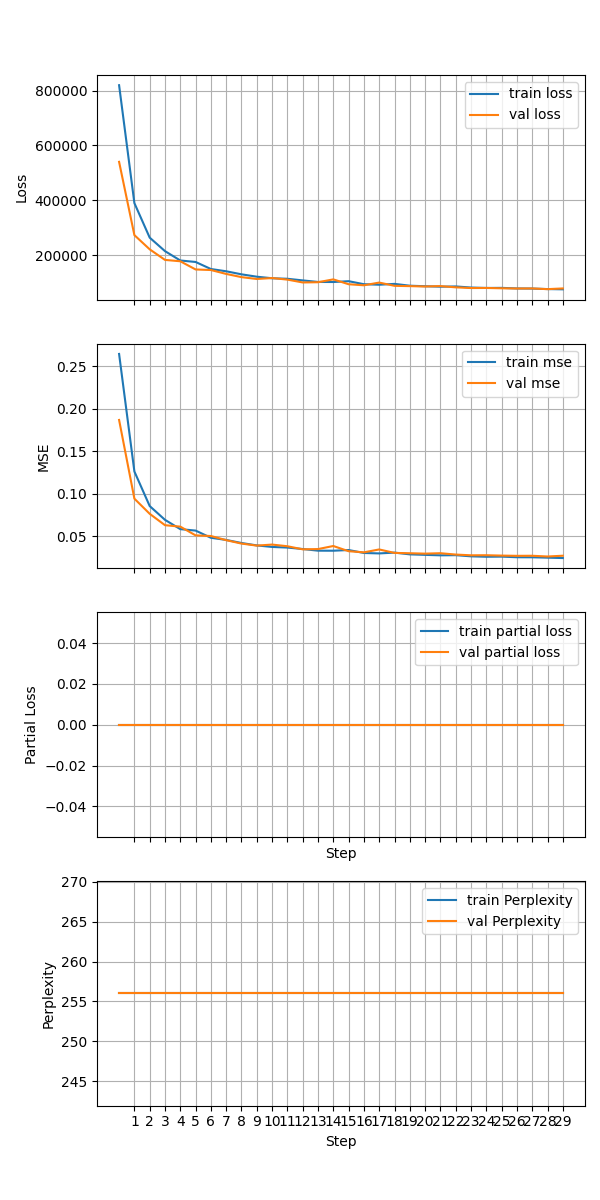 800000
600000
400000
200000
Loss
train loss
val loss
0.25
0.20
0.15
0.10
0.05
MSE
train mse
val mse
0.04
0.02
0.00
−0.02
−0.04
Partial Loss
train partial loss
val partial loss
Step
270
265
260
255
250
245
Perplexity
train Perplexity
val Perplexity
1 2 3 4 5 6 7 8 9 10 11 12 13 14 15 16 17 18 19 20 21 22 23 24 25 26 27 28 29
Step